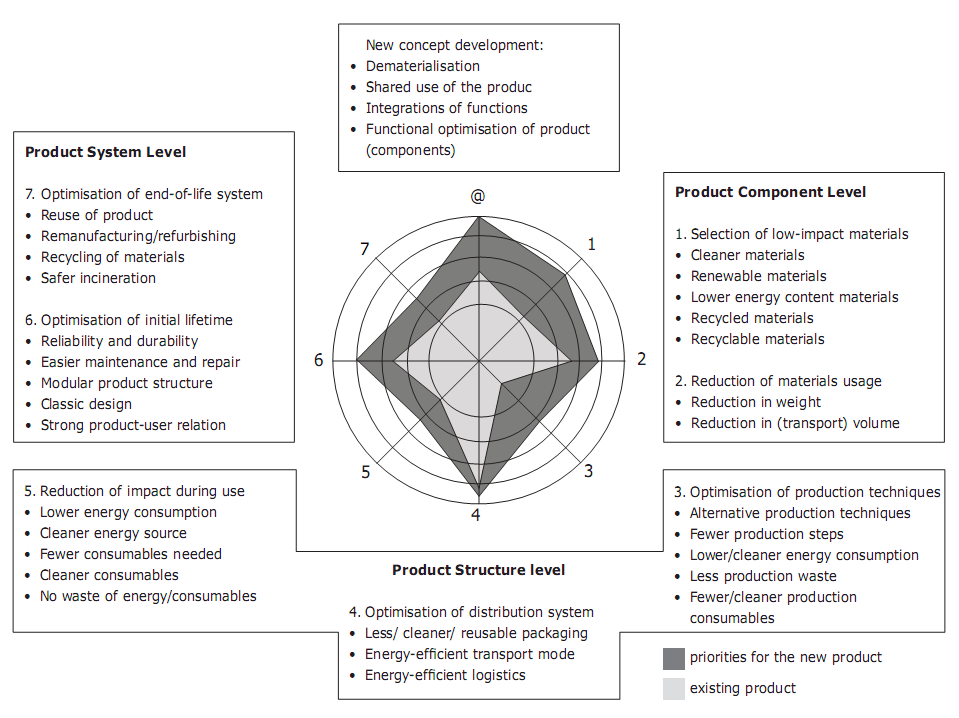 New concept development:
• Dematerialisation
• Shared use of the produc
• Integrations of functions
• Functional optimisation of product
(components)
Product System Level
7. Optimisation of end-of-life system
• Reuse of product
• Remanufacturing/refurbishing
• Recycling of materials
• Safer incineration
6. Optimisation of initial lifetime
• Reliability and durability
• Easier maintenance and repair
• Modular product structure
• Classic design
• Strong product-user relation
@
1
2
3
4
5
6
7
Product Component Level
1. Selection of low-impact materials
• Cleaner materials
• Renewable materials
• Lower energy content materials
• Recycled materials
• Recyclable materials
2. Reduction of materials usage
• Reduction in weight
• Reduction in (transport) volume
5. Reduction of impact during use
• Lower energy consumption
• Cleaner energy source
• Fewer consumables needed
• Cleaner consumables
• No waste of energy/consumables
Product Structure level
4. Optimisation of distribution system
• Less/ cleaner/ reusable packaging
• Energy-efficient transport mode
• Energy-efficient logistics
3. Optimisation of production techniques
• Alternative production techniques
• Fewer production steps
• Lower/cleaner energy consumption
• Less production waste
• Fewer/cleaner production
consumables
priorities for the new product
existing product